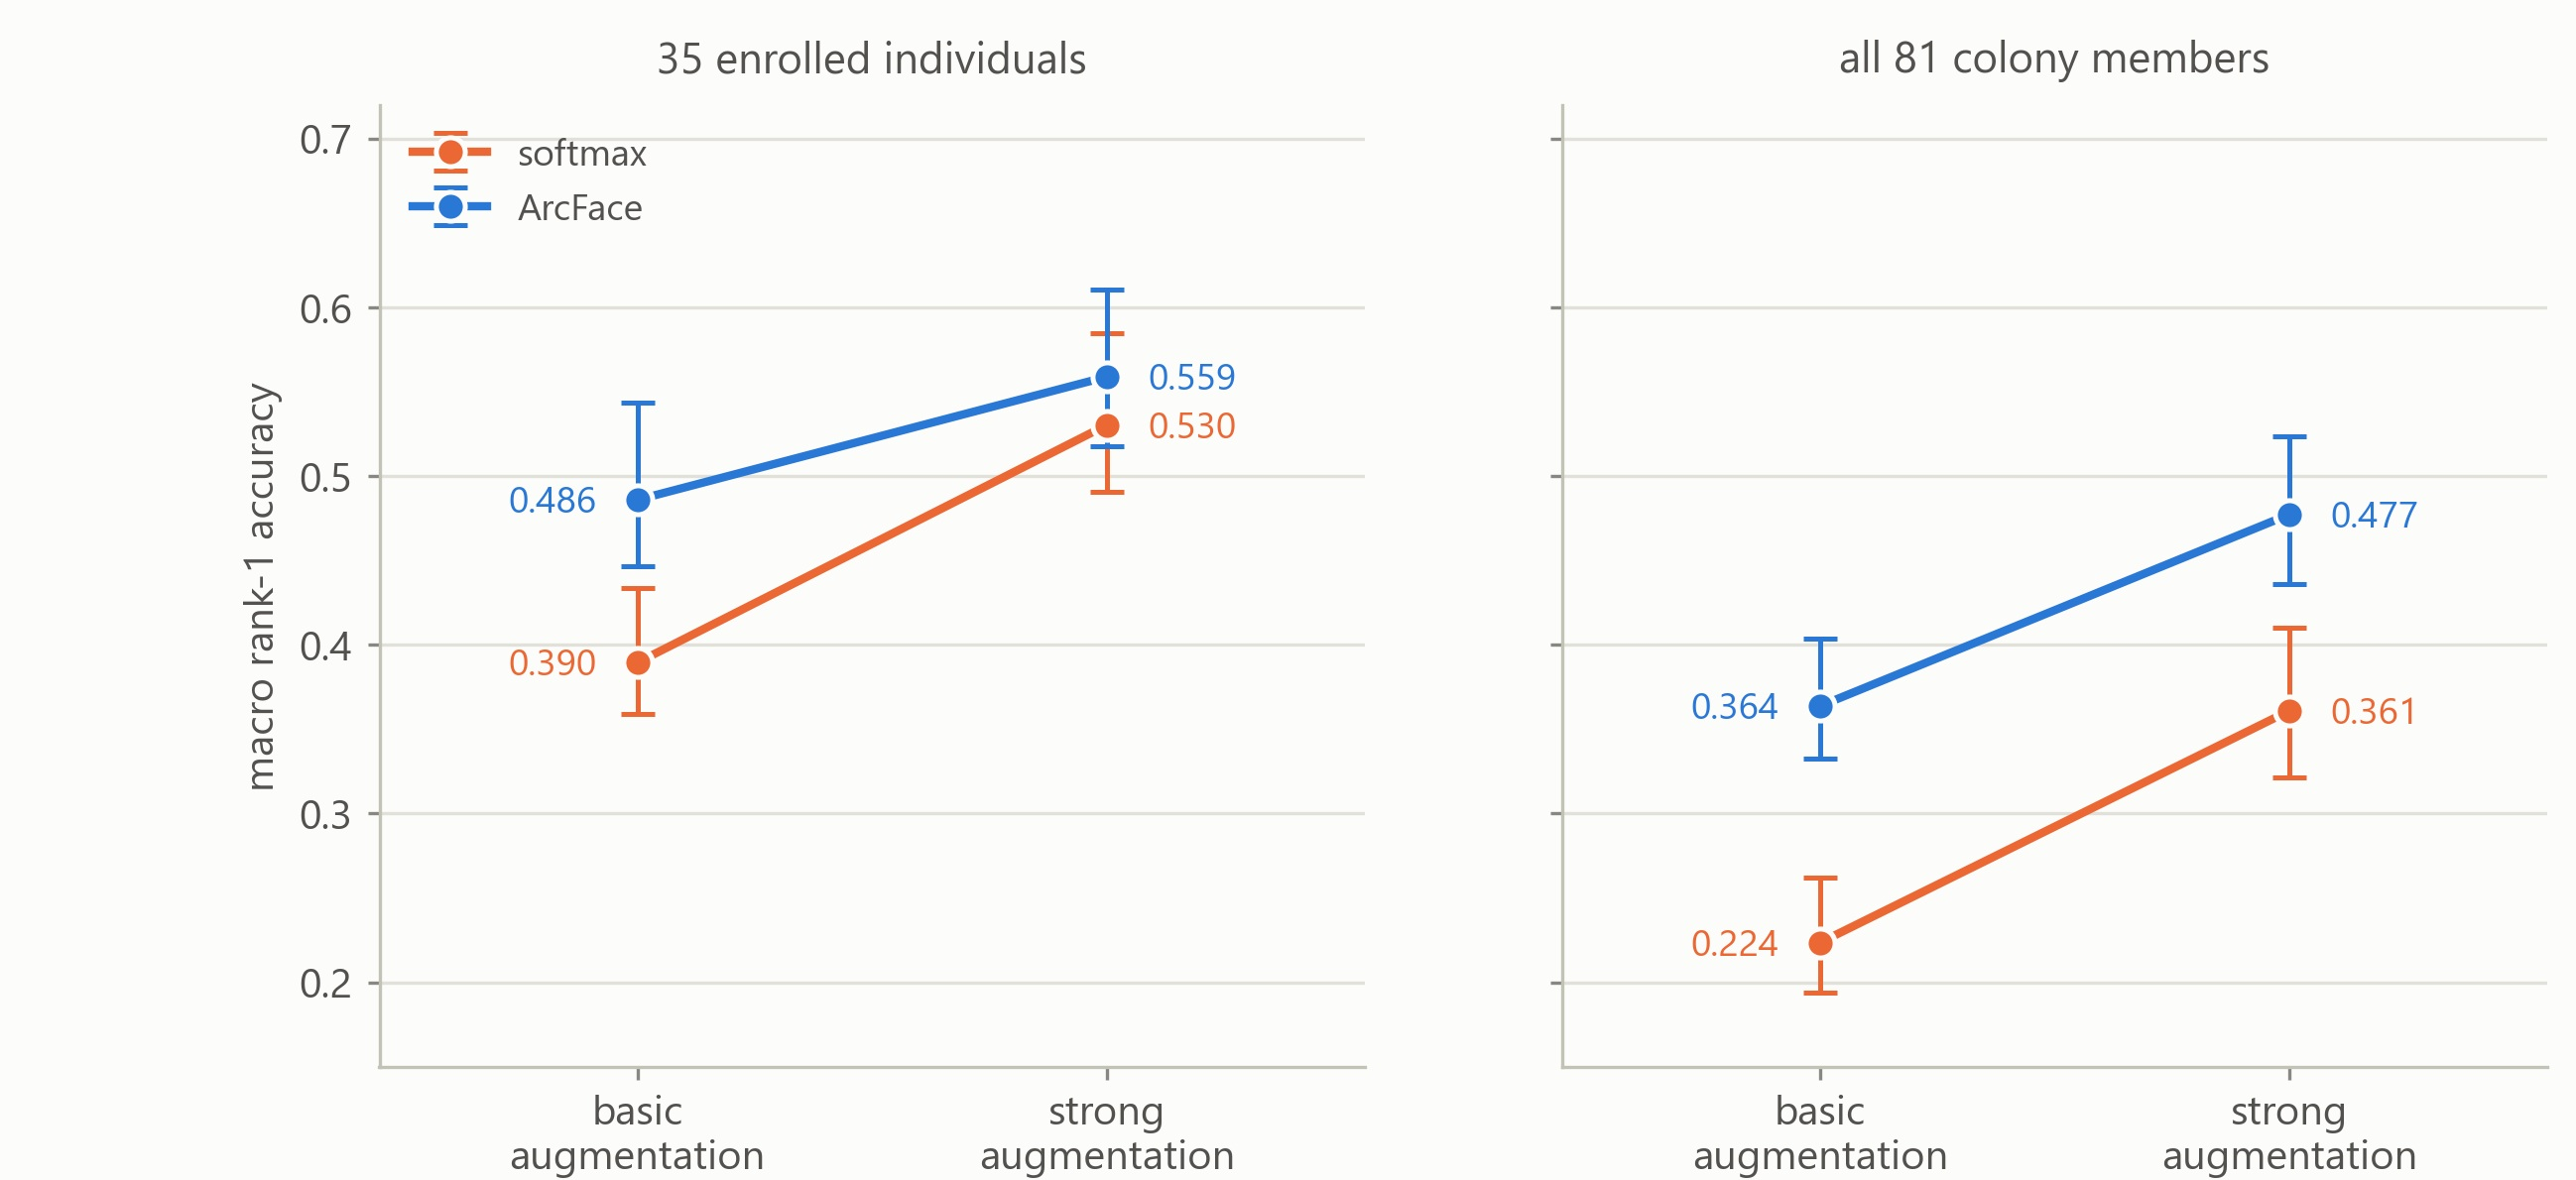 35 enrolled individuals
all 81 colony members
macro rank-1 accuracy
0.7
0.6
0.5
0.4
0.3
0.2
softmax
ArcFace
0.486
0.390
0.559
0.530
basic
augmentation
strong
augmentation
0.364
0.224
0.477
0.361
basic
augmentation
strong
augmentation